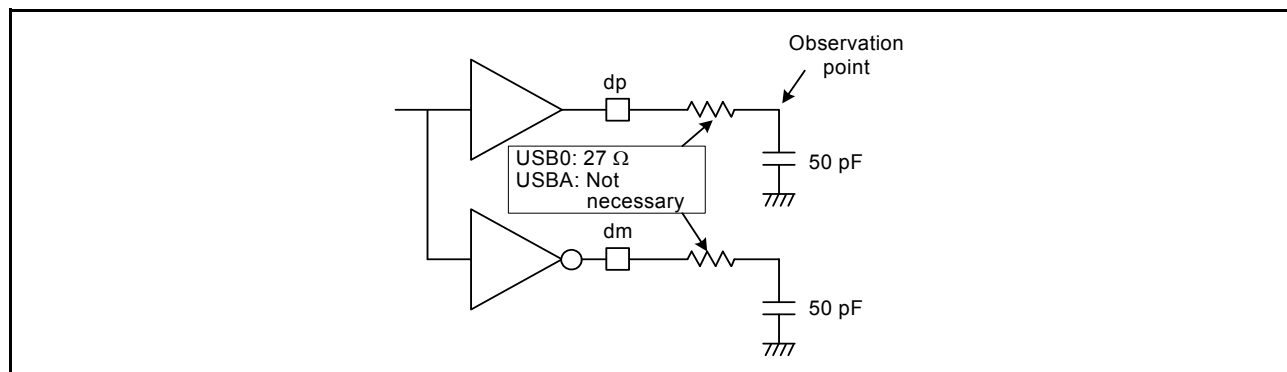 Observation
point
dp
USB0: 27 Ω
USBA: Not
necessary
50 pF
dm
50 pF